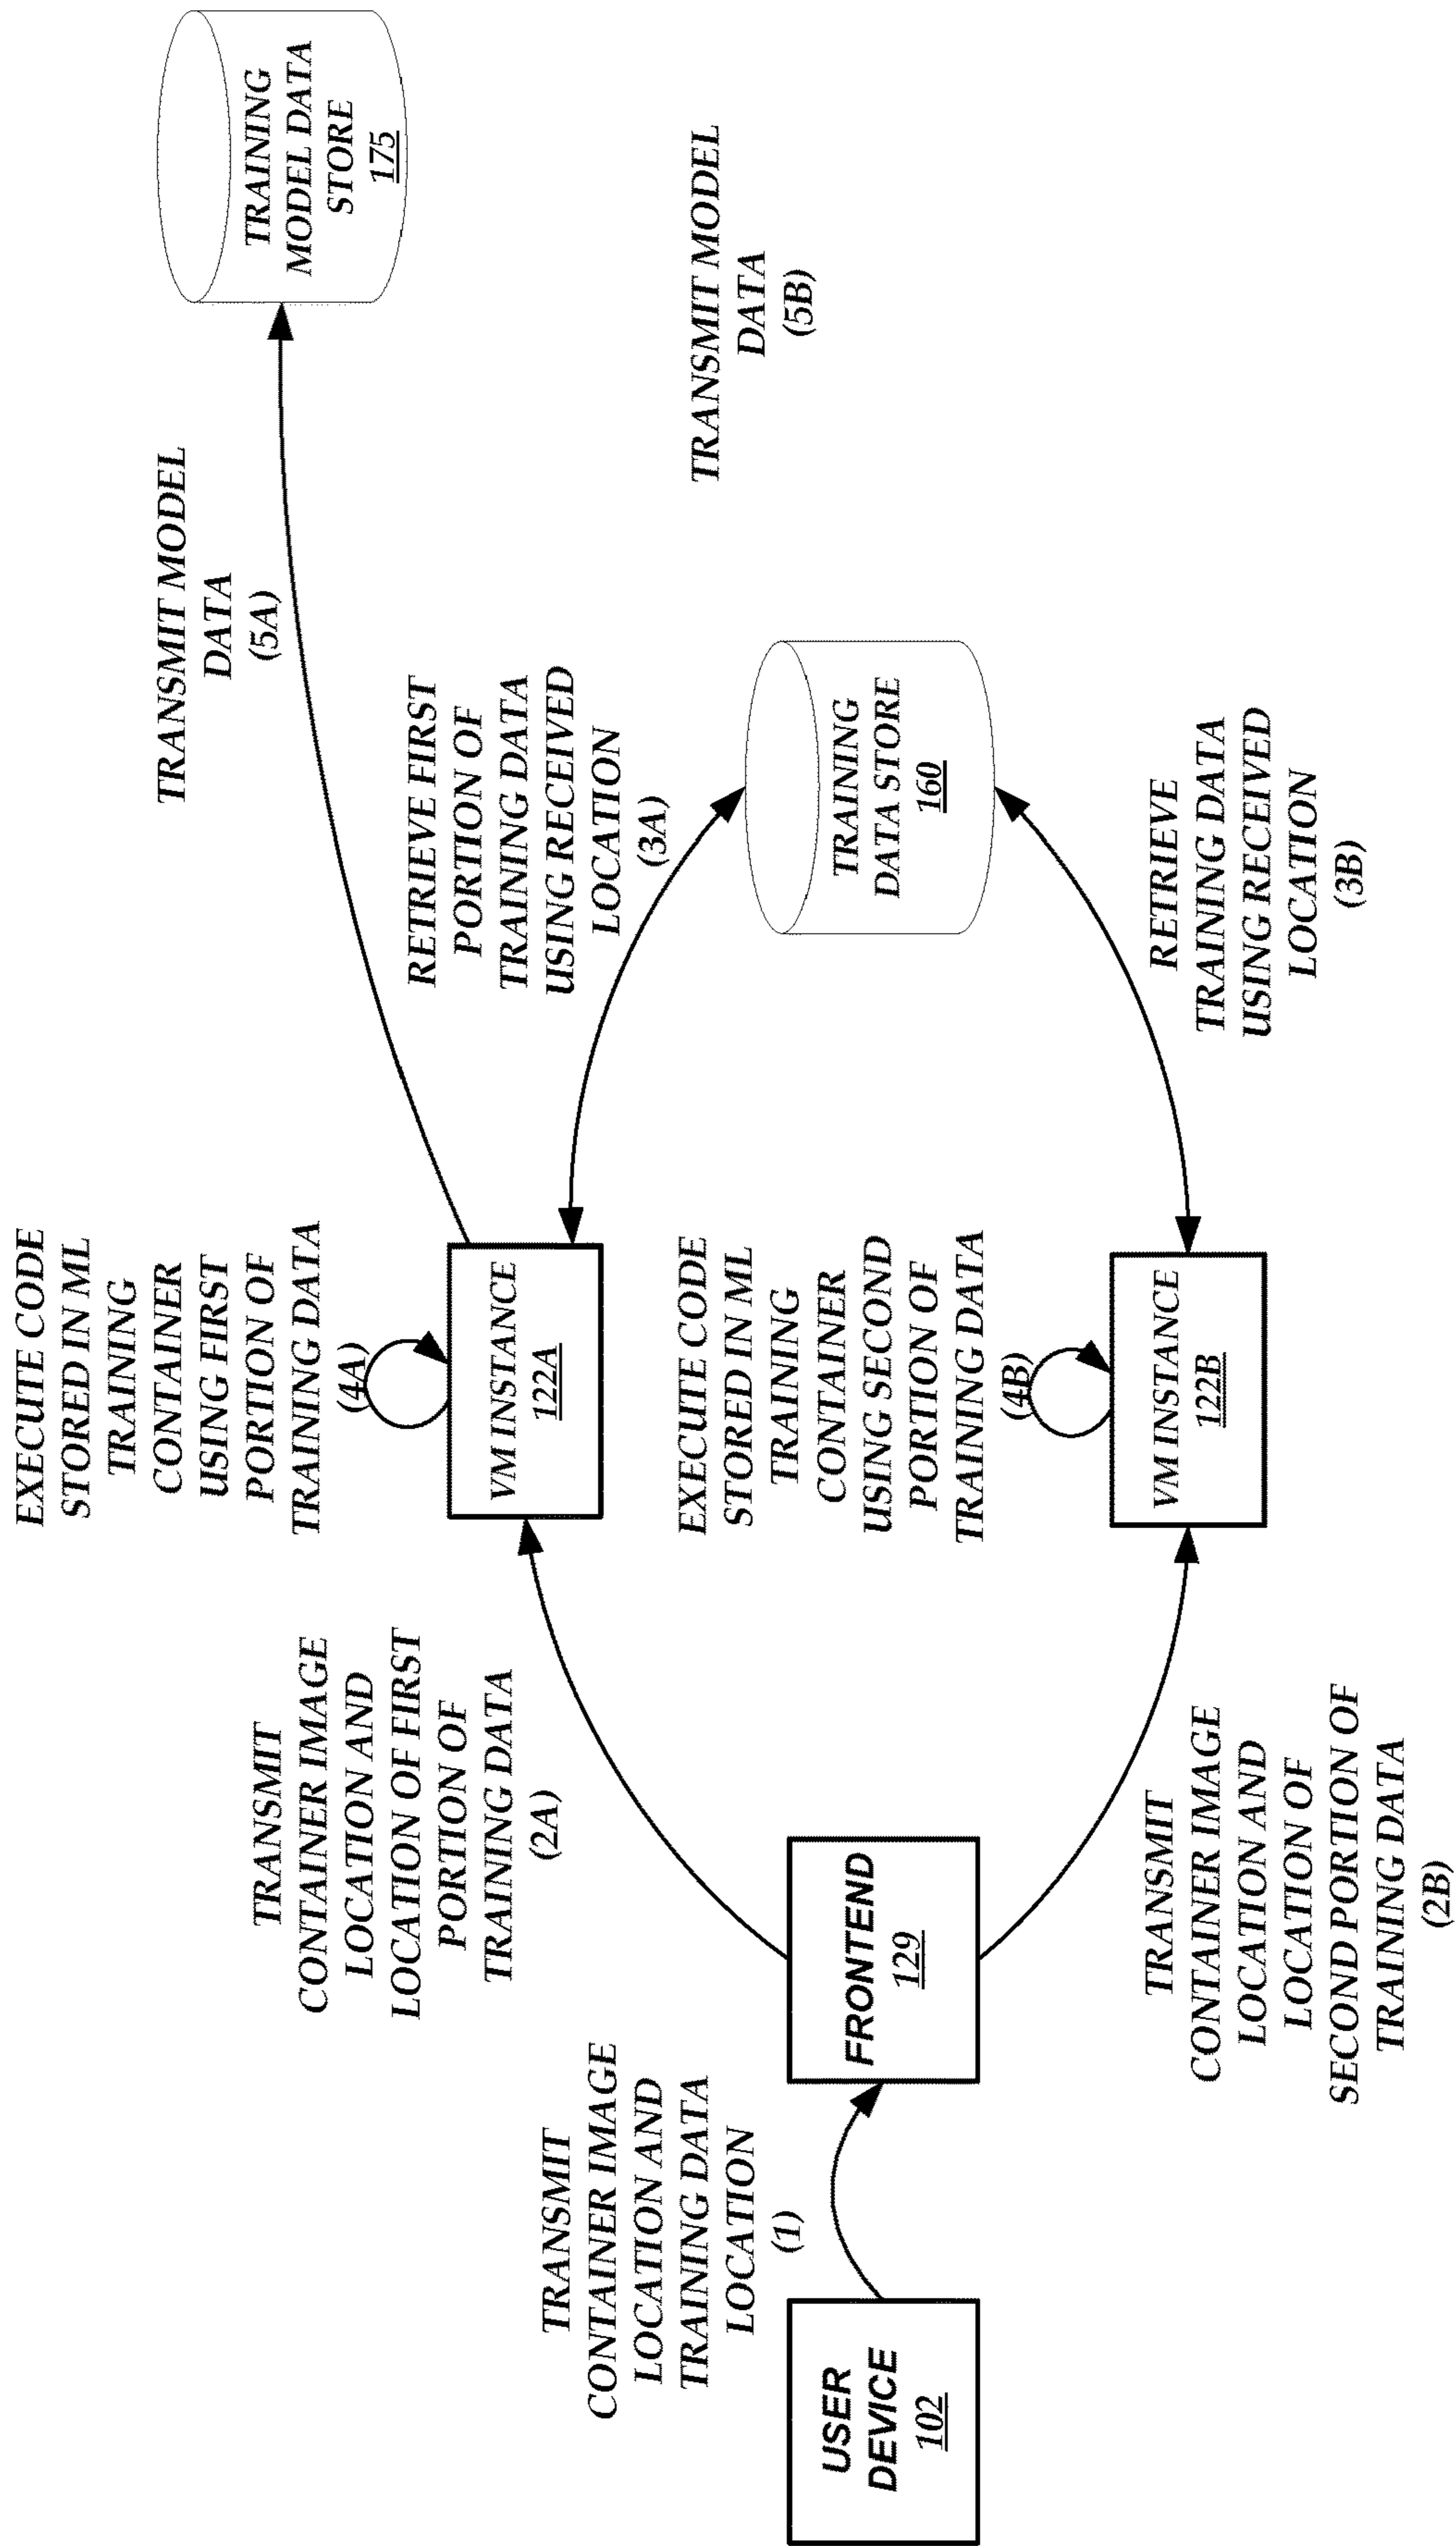 TRANSMIT
CONTAINER IMAGE
LOCATION AND
TRAINING DATA
LOCATION
(1)
USER
DEVICE
102
FRONTEND
129
TRANSMIT
CONTAINER IMAGE
LOCATION AND
LOCATION OF FIRST
PORTION OF
TRAINING DATA
(2A)
TRANSMIT
CONTAINER IMAGE
LOCATION AND
LOCATION OF
SECOND PORTION OF
TRAINING DATA
(2B)
EXECUTE CODE
STORED IN ML
TRAINING
CONTAINER
USING FIRST
PORTION OF
TRAINING DATA
(4A)
VM INSTANCE
122A
EXECUTE CODE
STORED IN ML
TRAINING
CONTAINER
USING SECOND
PORTION OF
TRAINING DATA
(4B)
VM INSTANCE
122B
RETRIEVE FIRST
PORTION OF
TRAINING DATA
USING RECEIVED
LOCATION
(3A)
TRAINING
DATA STORE
160
RETRIEVE
TRAINING DATA
USING RECEIVED
LOCATION
(3B)
TRANSMIT MODEL
DATA
(5A)
TRAINING
MODEL DATA
STORE
175
TRANSMIT MODEL
DATA
(5B)